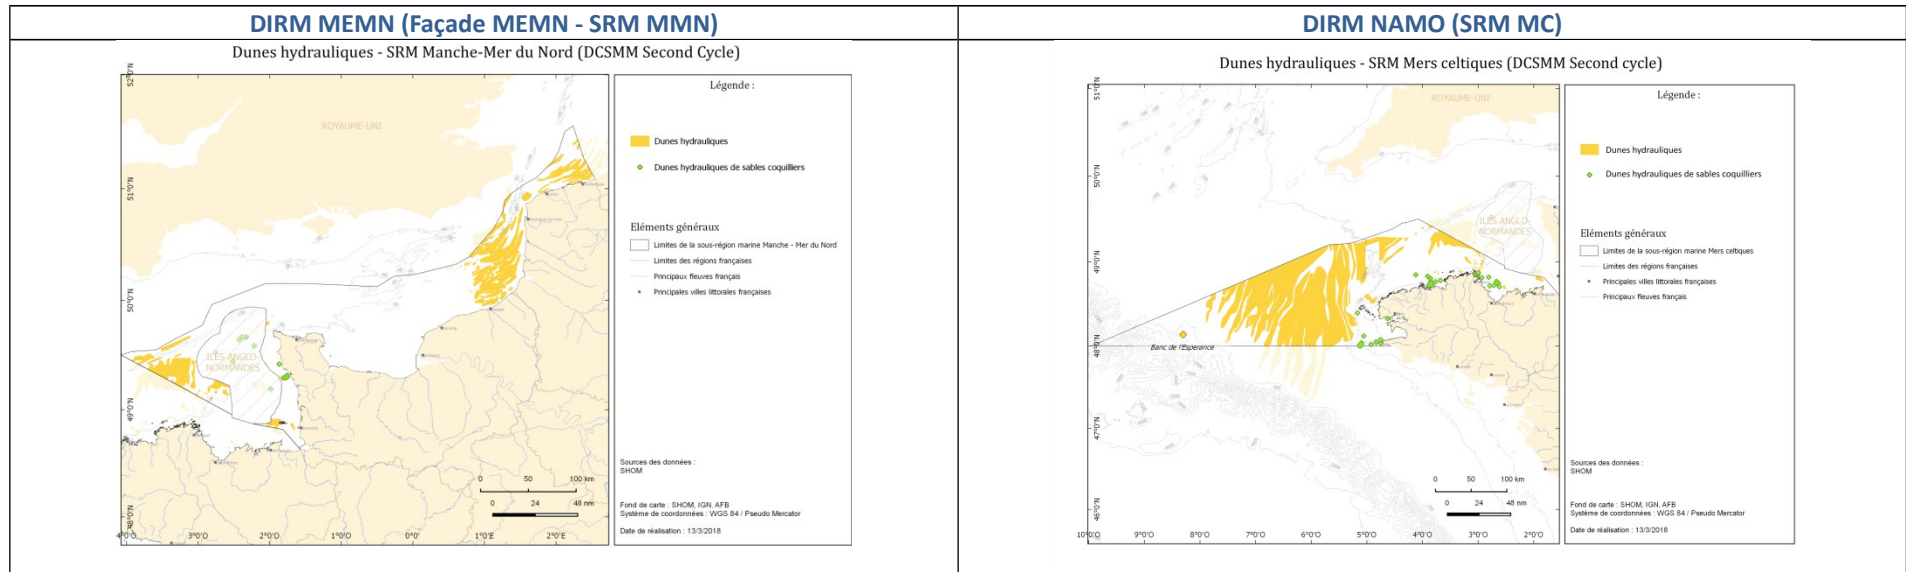 DIRM MEMN (Façade MEMN - SRM MMN)
Dunes hydrauliques - SRM Manche-Mer du Nord (DCSMM Second Cycle)
52°0'N
51°0'N
50°0'N
49°0'N
48°0'N
ROYAUME-UNI
ILES ANGLO-
NORMANDES
4°0'O 3°0'O 2°0'O 1°0'O 0°0' 1°0'E 2°0'E
Légende :
Dunes hydrauliques
Dunes hydrauliques de sables coquilliers
Eléments généraux
Limites de la sous-région marine Manche - Mer du Nord
Limites des régions françaises
Principaux fleuves français
Principales villes littorales françaises
Sources des données :
SHOM
0 50 100 km
0 24 48 nm
Fond de carte : SHOM, IGN, AFB
Système de coordonnées : WGS 84 / Pseudo Mercator
Date de réalisation : 13/3/2018
DIRM NAMO (SRM MC)
Dunes hydrauliques - SRM Mers celtiques (DCSMM Second cycle)
51°0'N
50°0'N
49°0'N
48°0'N
47°0'N
46°0'N
ROYAUME-UNI
ILES ANGLO-
NORMANDES
Banc de l'Esperance
10°0'O 9°0'O 8°0'O 7°0'O 6°0'O 5°0'O 4°0'O 3°0'O 2°0'O
Légende :
Dunes hydrauliques
Dunes hydrauliques de sables coquilliers
Eléments généraux
Limites de la sous-région marine Mers celtiques
Limites des régions françaises
Principales villes littorales françaises
Principaux fleuves français
Sources des données :
SHOM
0 50 100 km
0 24 48 nm
Fond de carte : SHOM, IGN, AFB
Système de coordonnées : WGS 84 / Pseudo Mercator
Date de réalisation : 13/3/2018